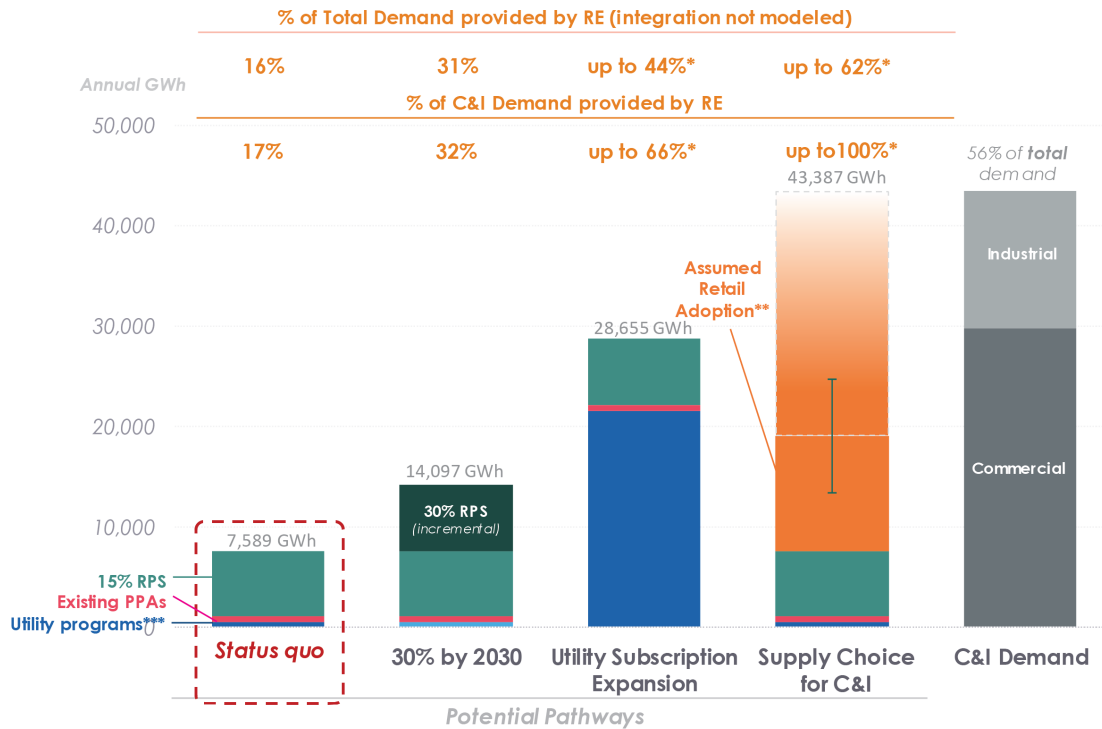 % of Total Demand provided by RE (integration not modeled)
16% 31% up to 44%* up to 62%*
Annual GWh
% of C&I Demand provided by RE
50,000
17% 32% up to 66%* up to100%*
56% of total
demand
43,387 GWh
40,000
Industrial
Assumed
Retail
Adoption**
30,000
28,655 GWh
20,000
14,097 GWh
Commercial
30% RPS
(incremental)
10,000
7,589 GWh
15% RPS
Existing PPAs
Utility programs***
0
Status quo
30% by 2030
Utility Subscription
Expansion
Supply Choice
for C&I
C&I Demand
Potential Pathways